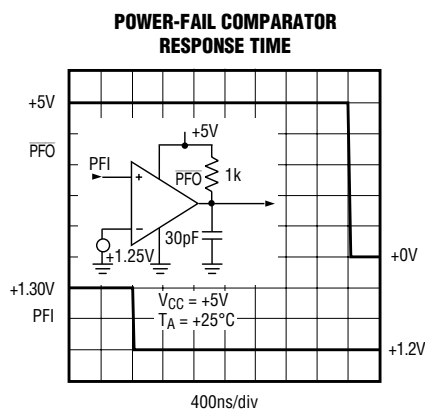 POWER-FAIL COMPARATOR
RESPONSE TIME
+5V
+5V
PFO
PFI
+
PFO
1k
−
30pF
+1.25V
+0V
+1.30V
VCC = +5V
PFI
TA = +25°C
+1.2V
400ns/div